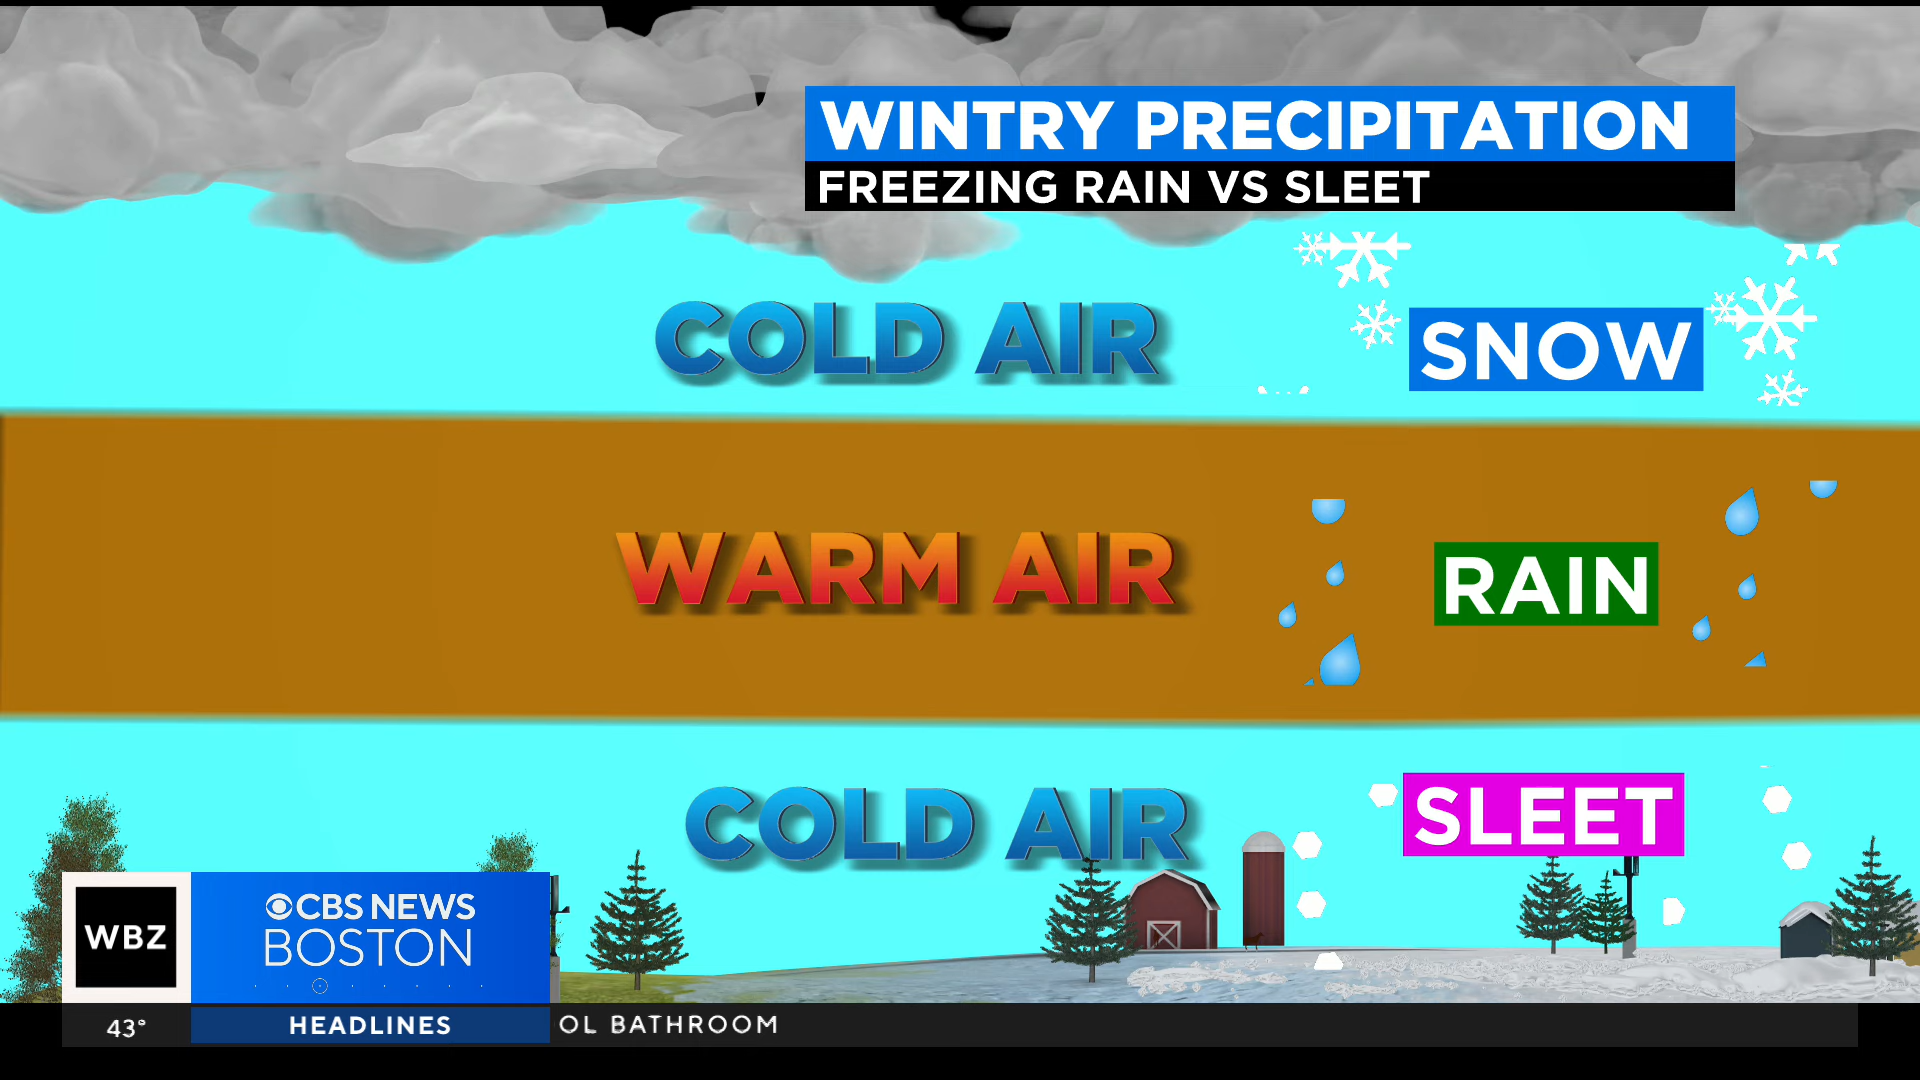 WINTRY PRECIPITATION
FREEZING RAIN VS SLEET
COLD AIR
SNOW
WARM AIR
RAIN
COLD AIR
SLEET
WBZ
CBS NEWS
BOSTON
43°
HEADLINES
OL BATHROOM